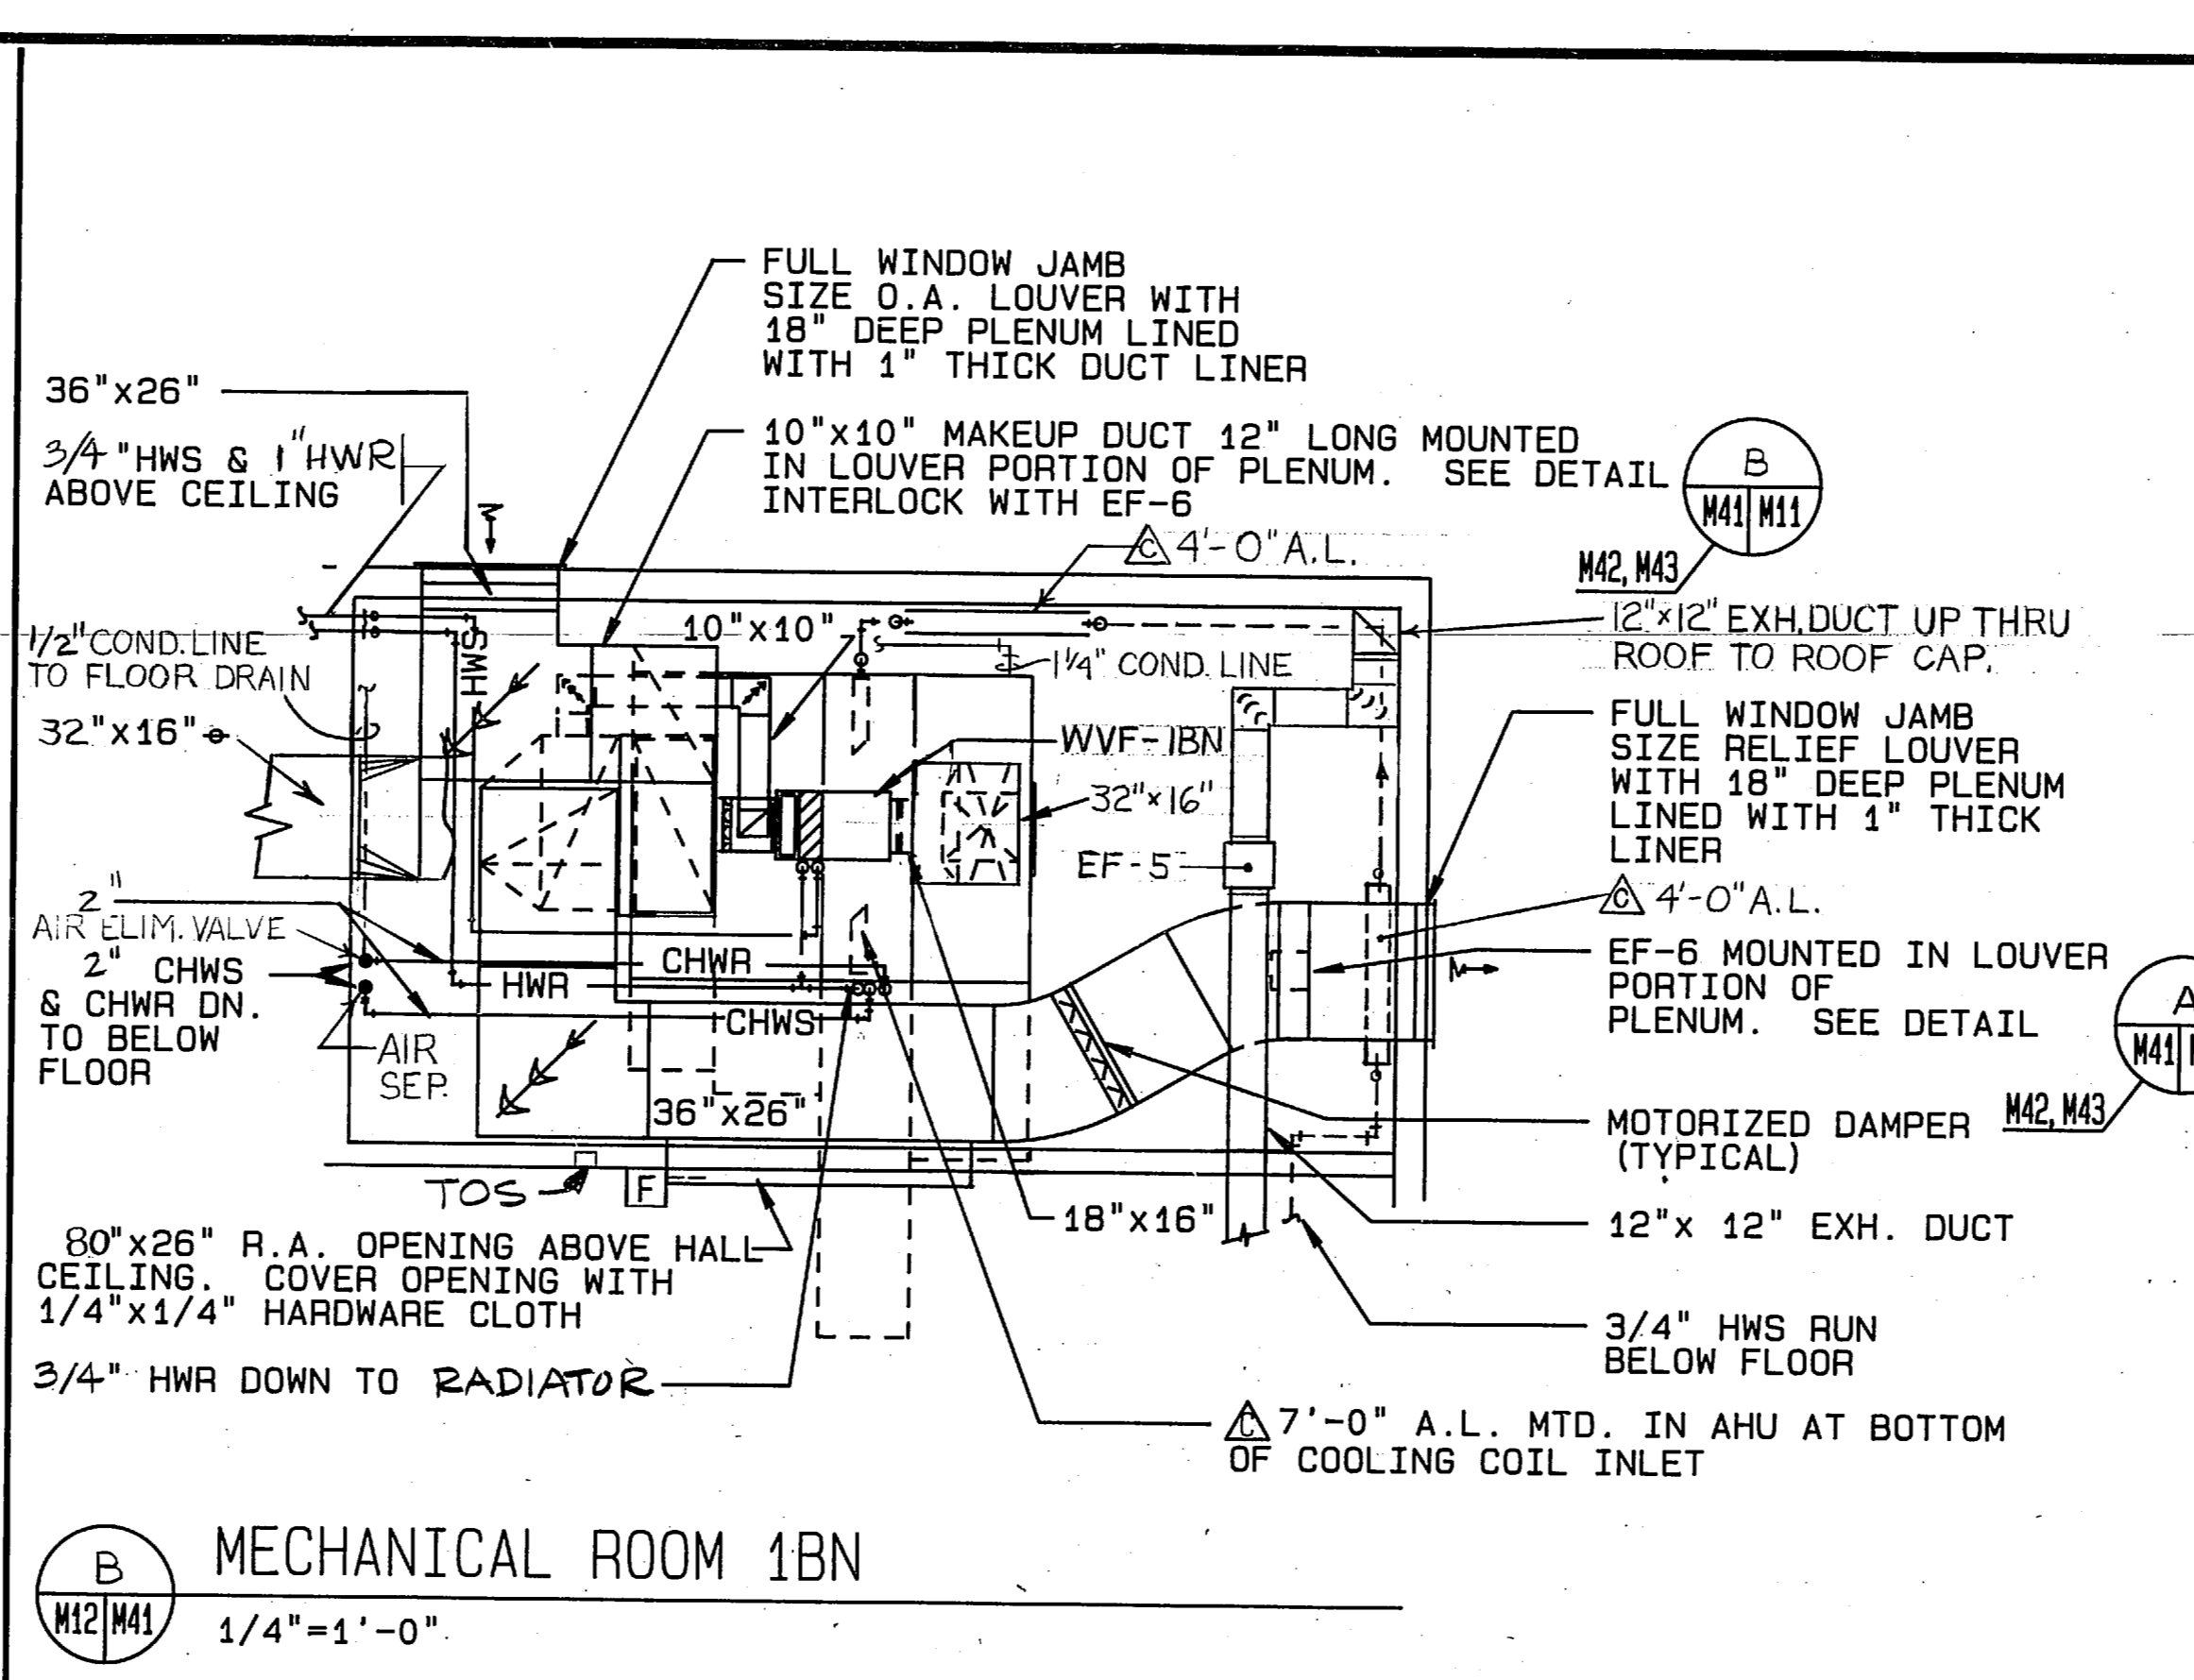 FULL WINDOW JAMB
SIZE O.A. LOUVER WITH
18" DEEP PLENUM LINED
WITH 1" THICK DUCT LINER
36"x26"
3/4"HWS & 1"HWR
ABOVE CEILING
10"x10" MAKEUP DUCT 12" LONG MOUNTED
IN LOUVER PORTION OF PLENUM. SEE DETAIL
INTERLOCK WITH EF-6
B
M41 M11
M42, M43
C 4'-0" A.L.
12"x12" EXH. DUCT UP THRU
ROOF TO ROOF CAP.
1/2" COND. LINE
TO FLOOR DRAIN
10"x10"
1 1/4" COND. LINE
HWS
32"x16"
WVF-1BN
32"x16"
EF-5
FULL WINDOW JAMB
SIZE RELIEF LOUVER
WITH 18" DEEP PLENUM
LINED WITH 1" THICK
LINER
C 4'-0" A.L.
EF-6 MOUNTED IN LOUVER
PORTION OF
PLENUM. SEE DETAIL
A
M41
M42, M43
2"
AIR ELIM. VALVE
2" CHWS
& CHWR DN.
TO BELOW
FLOOR
CHWR
HWR
CHWS
AIR
SEP.
36"x26"
MOTORIZED DAMPER
(TYPICAL)
TOS
F
18"x16"
12"x 12" EXH. DUCT
80"x26" R.A. OPENING ABOVE HALL
CEILING. COVER OPENING WITH
1/4"x1/4" HARDWARE CLOTH
3/4" HWS RUN
BELOW FLOOR
3/4" HWR DOWN TO RADIATOR
C 7'-0" A.L. MTD. IN AHU AT BOTTOM
OF COOLING COIL INLET
B
M12 M41
MECHANICAL ROOM 1BN
1/4"=1'-0"